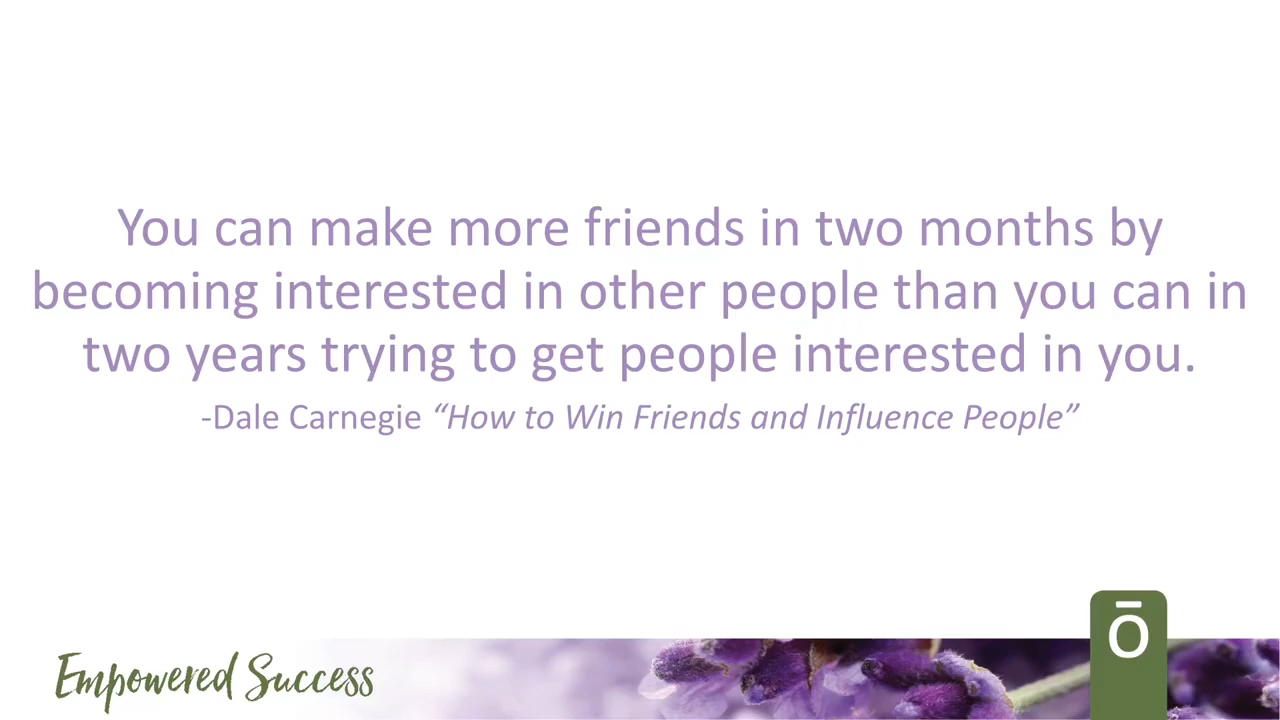 You can make more friends in two months by
becoming interested in other people than you can in
two years trying to get people interested in you.
-Dale Carnegie “How to Win Friends and Influence People”
Empowered Success
ō